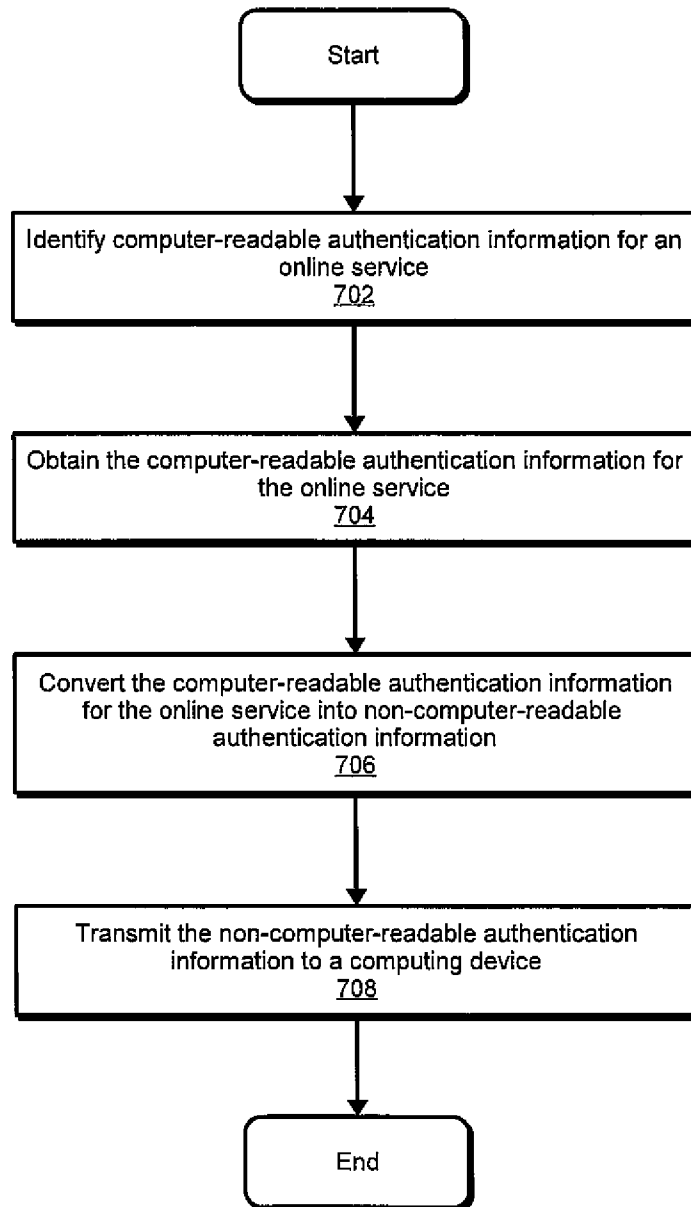 Start
Identify computer-readable authentication information for an
online service
702
Obtain the computer-readable authentication information for
the online service
704
Convert the computer-readable authentication information
for the online service into non-computer-readable
authentication information
706
Transmit the non-computer-readable authentication
information to a computing device
708
End